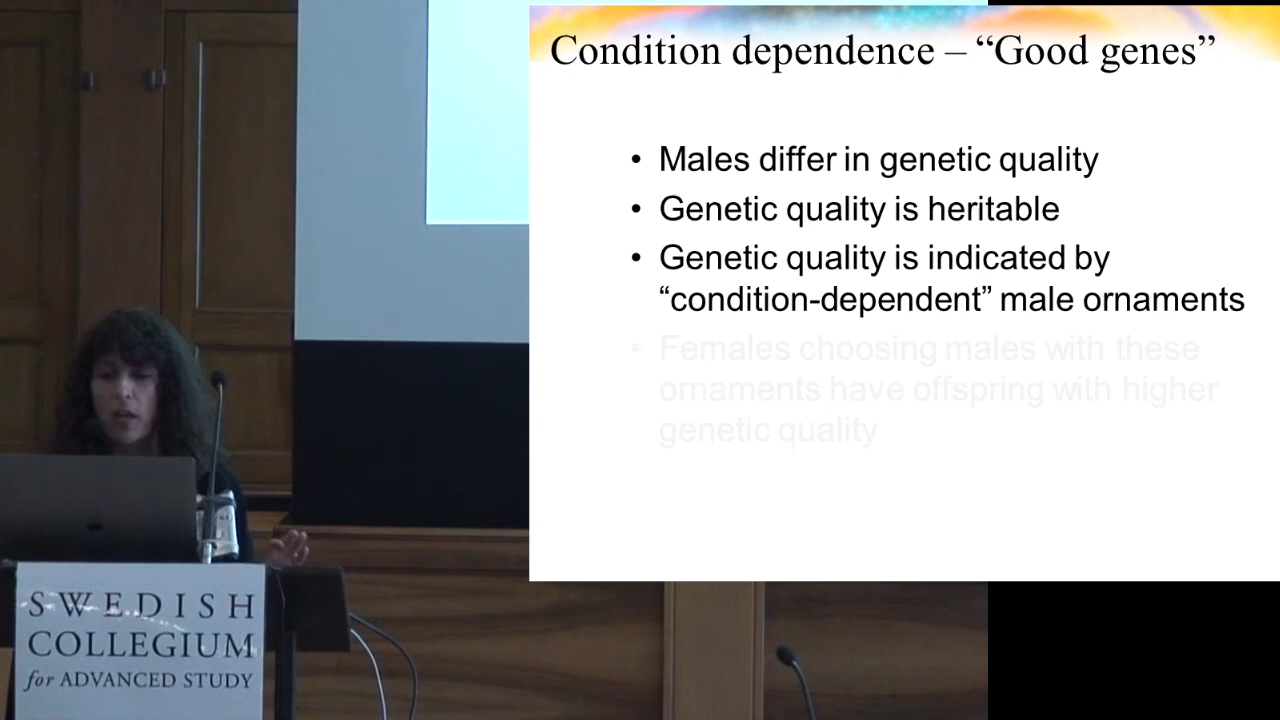 Condition dependence – “Good genes”
• Males differ in genetic quality
• Genetic quality is heritable
• Genetic quality is indicated by
“condition-dependent” male ornaments
• Females choosing males with these
ornaments have offspring with higher
genetic quality
SWEDISH
COLLEGIUM
for ADVANCED STUDY